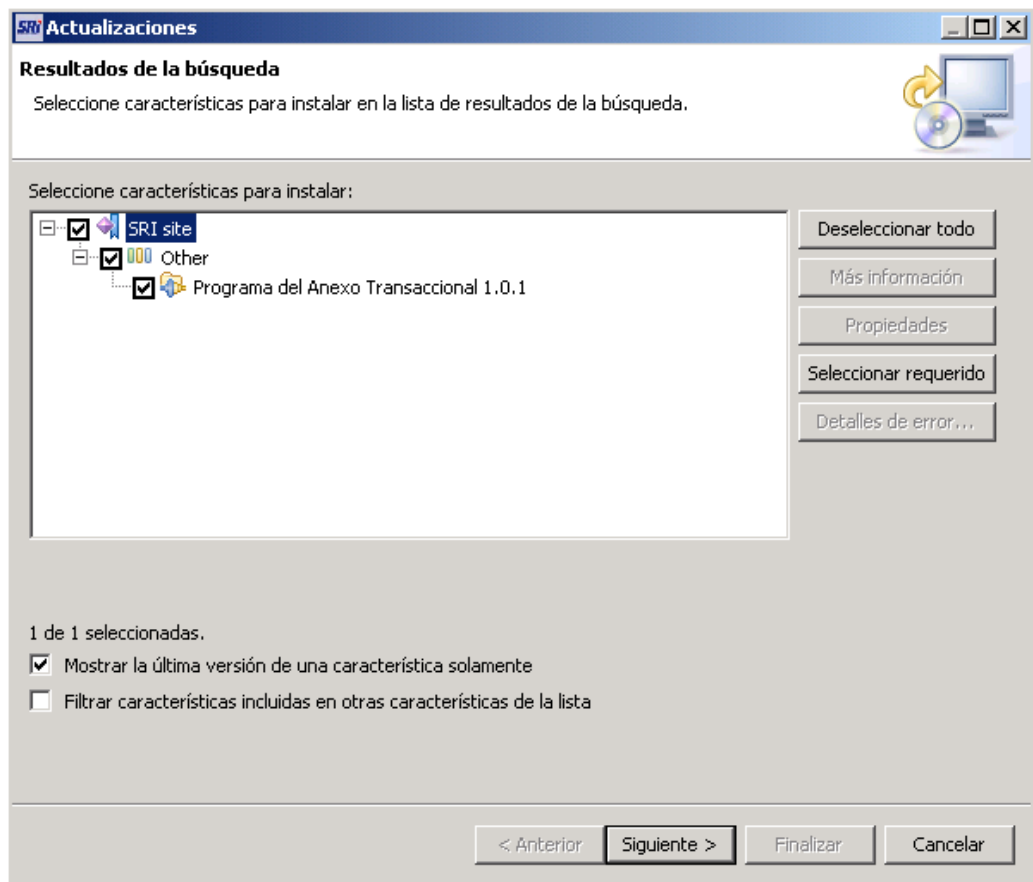 SRi Actualizaciones
Resultados de la búsqueda
Seleccione características para instalar en la lista de resultados de la búsqueda.
Seleccione características para instalar:
SRI site
Other
Programa del Anexo Transaccional 1.0.1
Deseleccionar todo
Más información
Propiedades
Seleccionar requerido
Detalles de error...
1 de 1 seleccionadas.
Mostrar la última versión de una característica solamente
Filtrar características incluidas en otras características de la lista
< Anterior Siguiente > Finalizar Cancelar